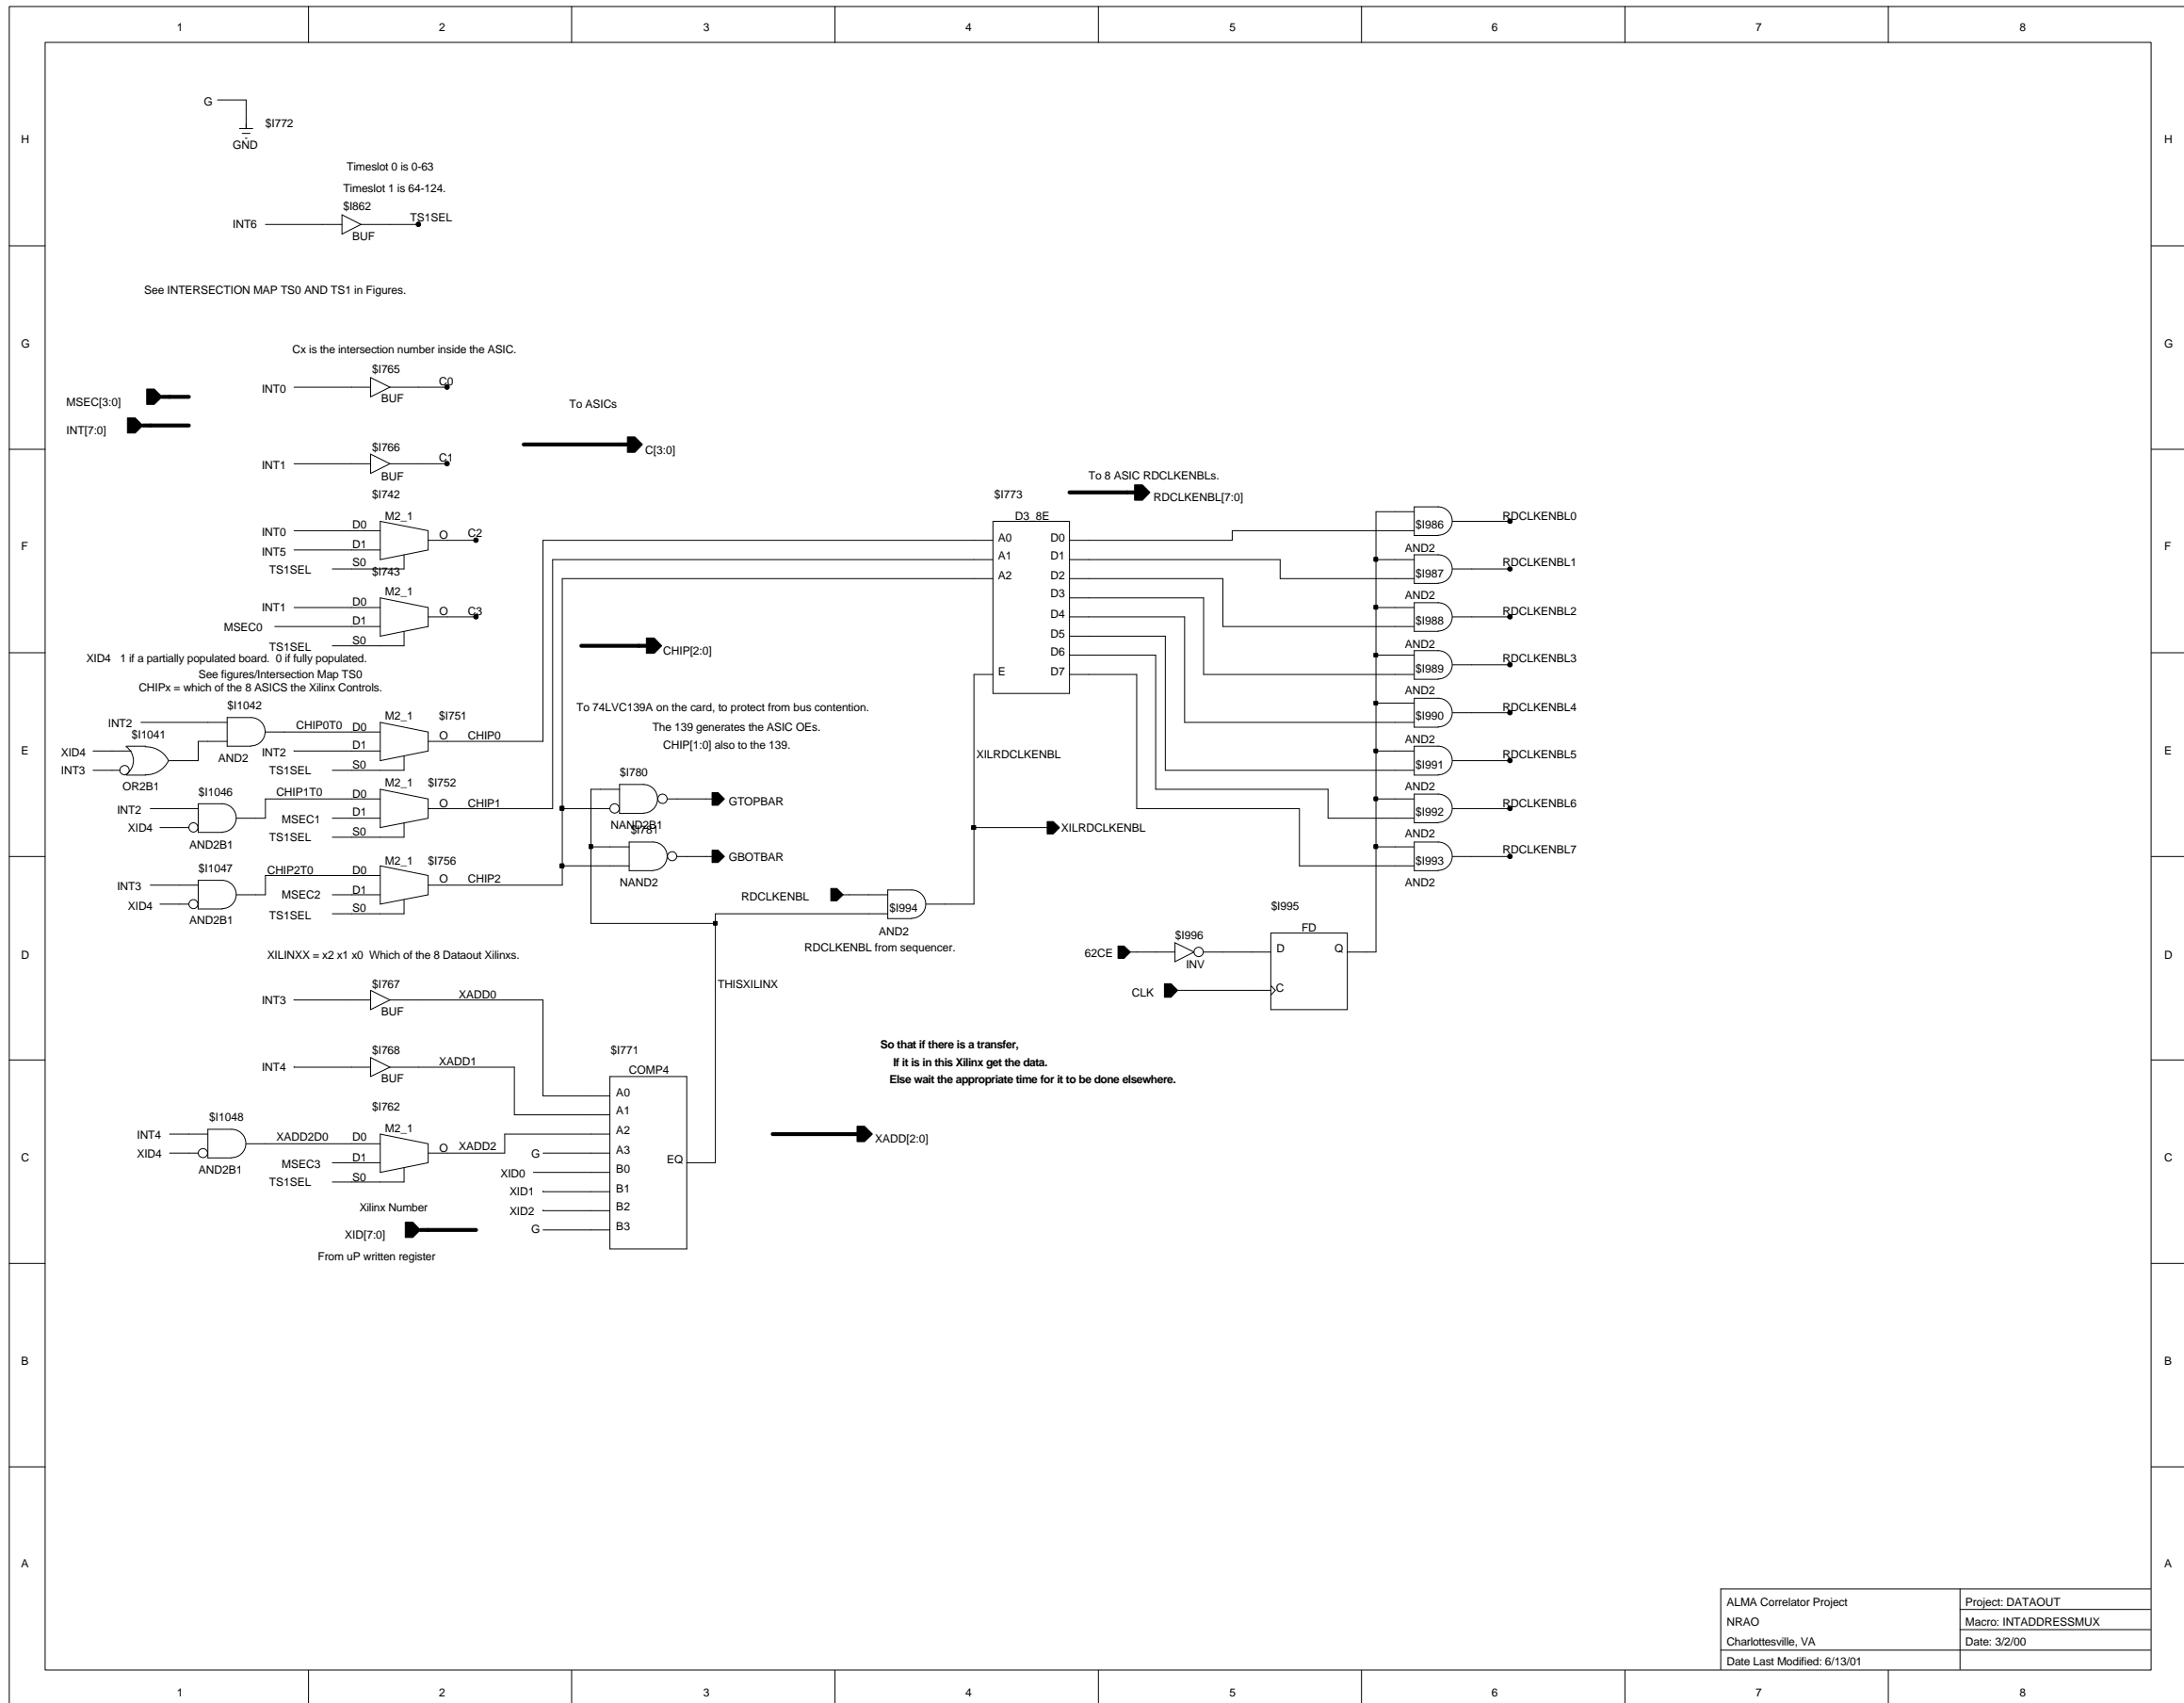 1 2 3 4 5 6 7 8
H H
G
$I772
GND
Timeslot 0 is 0-63
Timeslot 1 is 64-124.
$I862
INT6 TS1SEL
BUF
See INTERSECTION MAP TS0 AND TS1 in Figures.
G G
Cx is the intersection number inside the ASIC.
$I765
INT0 C0
BUF
MSEC[3:0]
INT[7:0]
To ASICs
C[3:0]
$I766
INT1 C1
BUF
F F
$I742
M2_1
INT0 D0
INT5 D1
TS1SEL S0
O C2
$I743
M2_1
INT1 D0
MSEC0 D1
TS1SEL S0
O C3
To 8 ASIC RDCLKENBLs.
RDCLKENBL[7:0]
$I773
D3_8E
A0 D0
A1 D1
A2 D2
D3
D4
D5
D6
E D7
$I986 RDCLKENBL0
AND2
$I987 RDCLKENBL1
AND2
$I988 RDCLKENBL2
AND2
$I989 RDCLKENBL3
AND2
$I990 RDCLKENBL4
AND2
$I991 RDCLKENBL5
AND2
$I992 RDCLKENBL6
AND2
$I993 RDCLKENBL7
AND2
CHIP[2:0]
XID4 1 if a partially populated board. 0 if fully populated.
See figures/Intersection Map TS0
CHIPx = which of the 8 ASICS the Xilinx Controls.
E E
$I1042
INT2
$I1041
XID4
INT3
OR2B1
AND2
CHIP0T0 D0
INT2 D1
TS1SEL S0
M2_1 $I751
O CHIP0
$I1046
INT2
XID4
AND2B1
CHIP1T0 D0
MSEC1 D1
TS1SEL S0
M2_1 $I752
O CHIP1
$I1047
INT3
XID4
AND2B1
CHIP2T0 D0
MSEC2 D1
TS1SEL S0
M2_1 $I756
O CHIP2
To 74LVC139A on the card, to protect from bus contention.
The 139 generates the ASIC OEs.
CHIP[1:0] also to the 139.
$I780
GTOPBAR
NAND2B1
$I781
GBOTBAR
NAND2
XILRDCLKENBL
XILRDCLKENBL
RDCLKENBL
$I994
AND2
RDCLKENBL from sequencer.
D D
XILINXX = x2 x1 x0 Which of the 8 Dataout Xilinxs.
$I767
INT3 XADD0
BUF
THISXILINX
$I995
FD
62CE
$I996
INV
D Q
CLK C
So that if there is a transfer,
If it is in this Xilinx get the data.
Else wait the appropriate time for it to be done elsewhere.
$I768
INT4 XADD1
BUF
C C
$I1048
INT4
XID4
AND2B1
$I762
M2_1
XADD2D0 D0
MSEC3 D1
TS1SEL S0
O XADD2
$I771
COMP4
A0
A1
A2
G A3
XID0 B0
XID1 B1
XID2 B2
G B3
EQ
XADD[2:0]
Xilinx Number
XID[7:0]
From uP written register
B B
A A
ALMA Correlator Project
NRAO
Charlottesville, VA
Date Last Modified: 6/13/01
Project: DATAOUT
Macro: INTADDRESSMUX
Date: 3/2/00
1 2 3 4 5 6 7 8